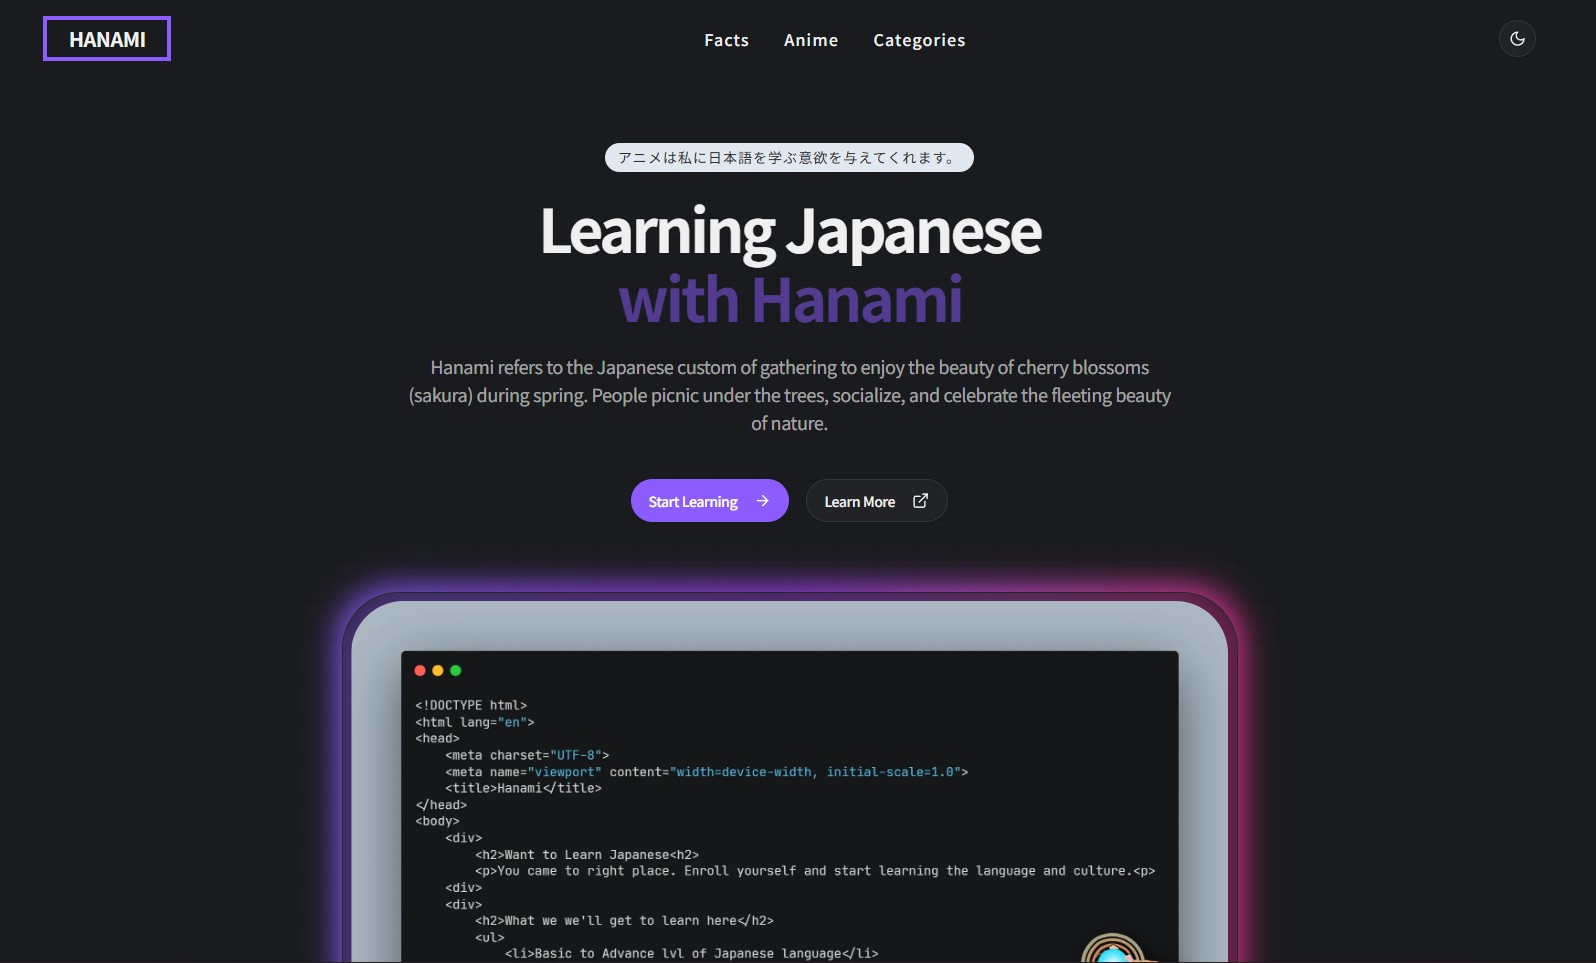 HANAMI
Facts
Anime
Categories
アニメは私に日本語を学ぶ意欲を与えてくれます。
Learning Japanese
with Hanami
Hanami refers to the Japanese custom of gathering to enjoy the beauty of cherry blossoms
(sakura) during spring. People picnic under the trees, socialize, and celebrate the fleeting beauty
of nature.
Start Learning
Learn More
<!DOCTYPE html>
<html lang="en">
<head>
<meta charset="UTF-8">
<meta name="viewport" content="width=device-width, initial-scale=1.0">
<title>Hanami</title>
</head>
<body>
<div>
<h2>Want to Learn Japanese<h2>
<p>You came to right place. Enroll yourself and start learning the language and culture.<p>
<div>
<div>
<h2>What we we'll get to learn here</h2>
<ul>
<li>Basic to Advance lvl of Japanese language</li>